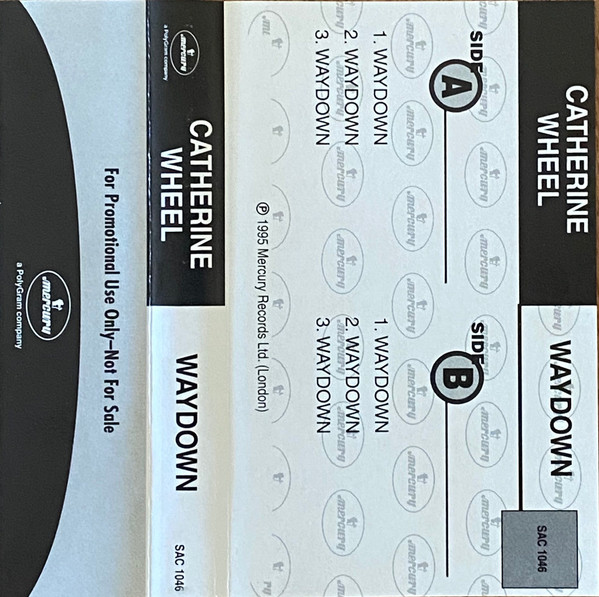 CATHERINE
WHEEL
WAYDOWN
SAC 1046
SIDE
A
1. WAYDOWN
2. WAYDOWN
3. WAYDOWN
SIDE
B
1. WAYDOWN
2. WAYDOWN
3. WAYDOWN
℗ 1995 Mercury Records Ltd. (London)
mercury
a PolyGram company
CATHERINE
WHEEL
WAYDOWN
SAC 1046
For Promotional Use Only—Not For Sale
mercury
a PolyGram company